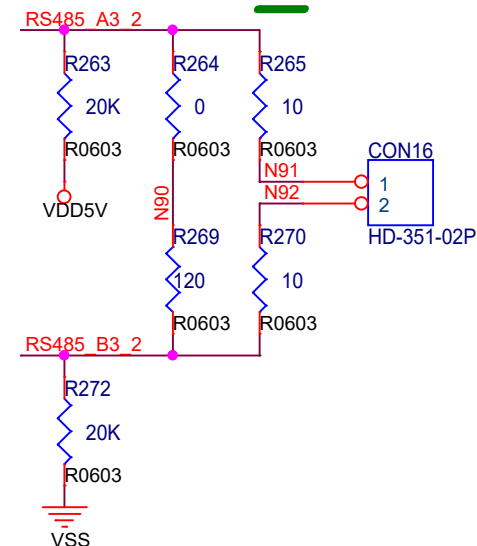 RS485_A3_2
R263
R264
R265
20K
0
10
R0603
R0603
R0603
CON16
N91
1
N92
2
VDD5V
N90
HD-351-02P
R269
R270
120
10
R0603
R0603
RS485_B3_2
R272
20K
R0603
VSS